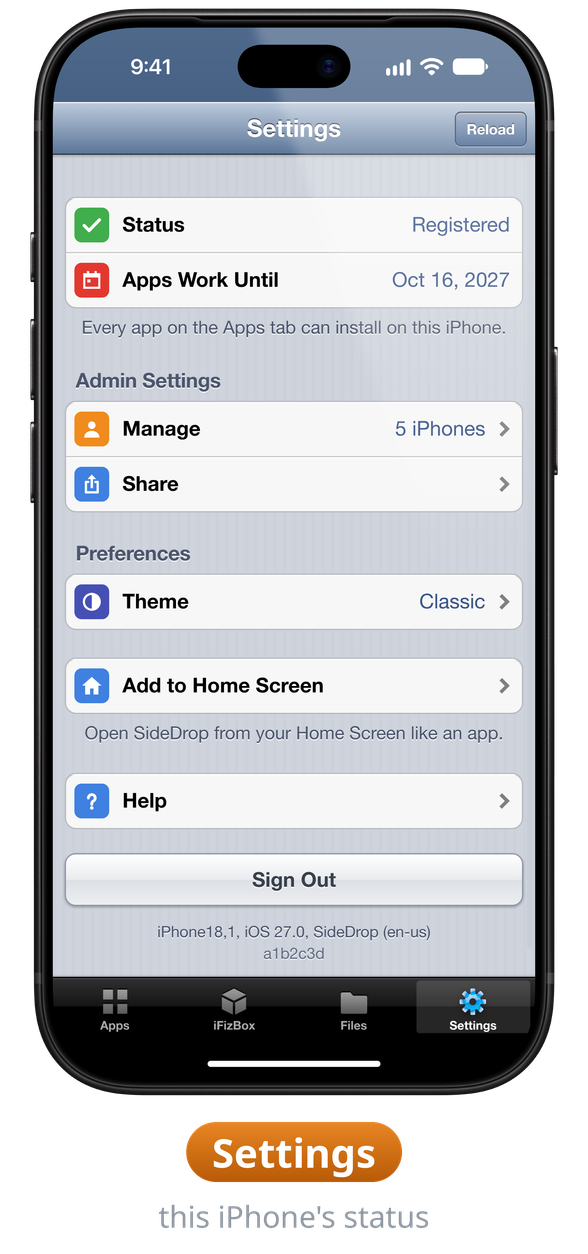 9:41
Settings
Reload
Status Registered
Apps Work Until Oct 16, 2027
Every app on the Apps tab can install on this iPhone.
Admin Settings
Manage 5 iPhones
Share
Preferences
Theme Classic
Add to Home Screen
Open SideDrop from your Home Screen like an app.
? Help
Sign Out
iPhone18,1, iOS 27.0, SideDrop (en-us)
a1b2c3d
Apps iFizBox Files Settings
Settings
this iPhone's status